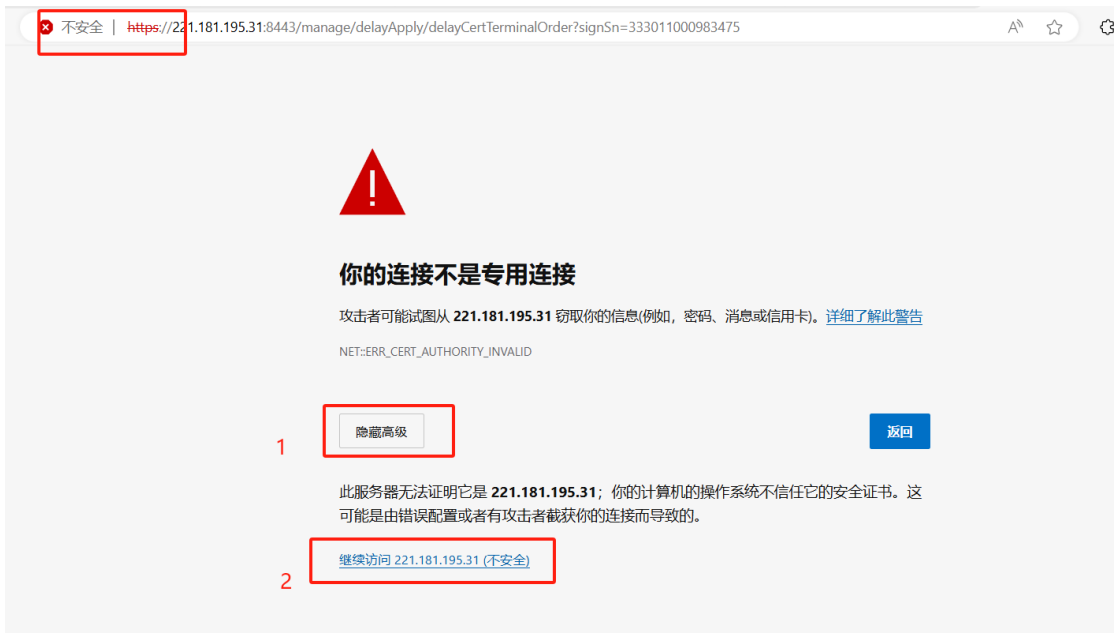 不安全 | https://221.181.195.31:8443/manage/delayApply/delayCertTerminalOrder?signSn=333011000983475
你的连接不是专用连接
攻击者可能试图从 221.181.195.31 窃取你的信息(例如，密码、消息或信用卡)。详细了解此警告
NET::ERR_CERT_AUTHORITY_INVALID
隐藏高级
返回
1
此服务器无法证明它是 221.181.195.31；你的计算机的操作系统不信任它的安全证书。这
可能是由错误配置或者有攻击者截获你的连接而导致的。
继续访问 221.181.195.31 (不安全)
2